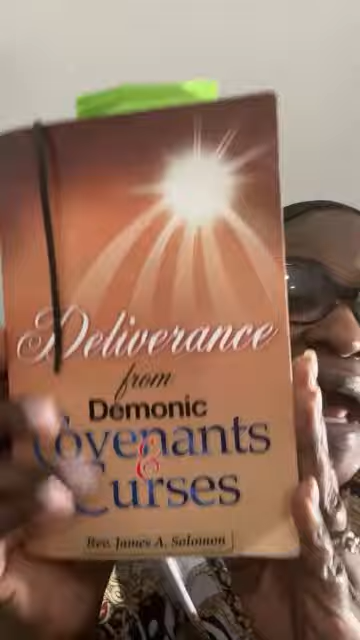 Deliverance
from
Demonic
Covenants
&
Curses
Rev. James A. Solomon